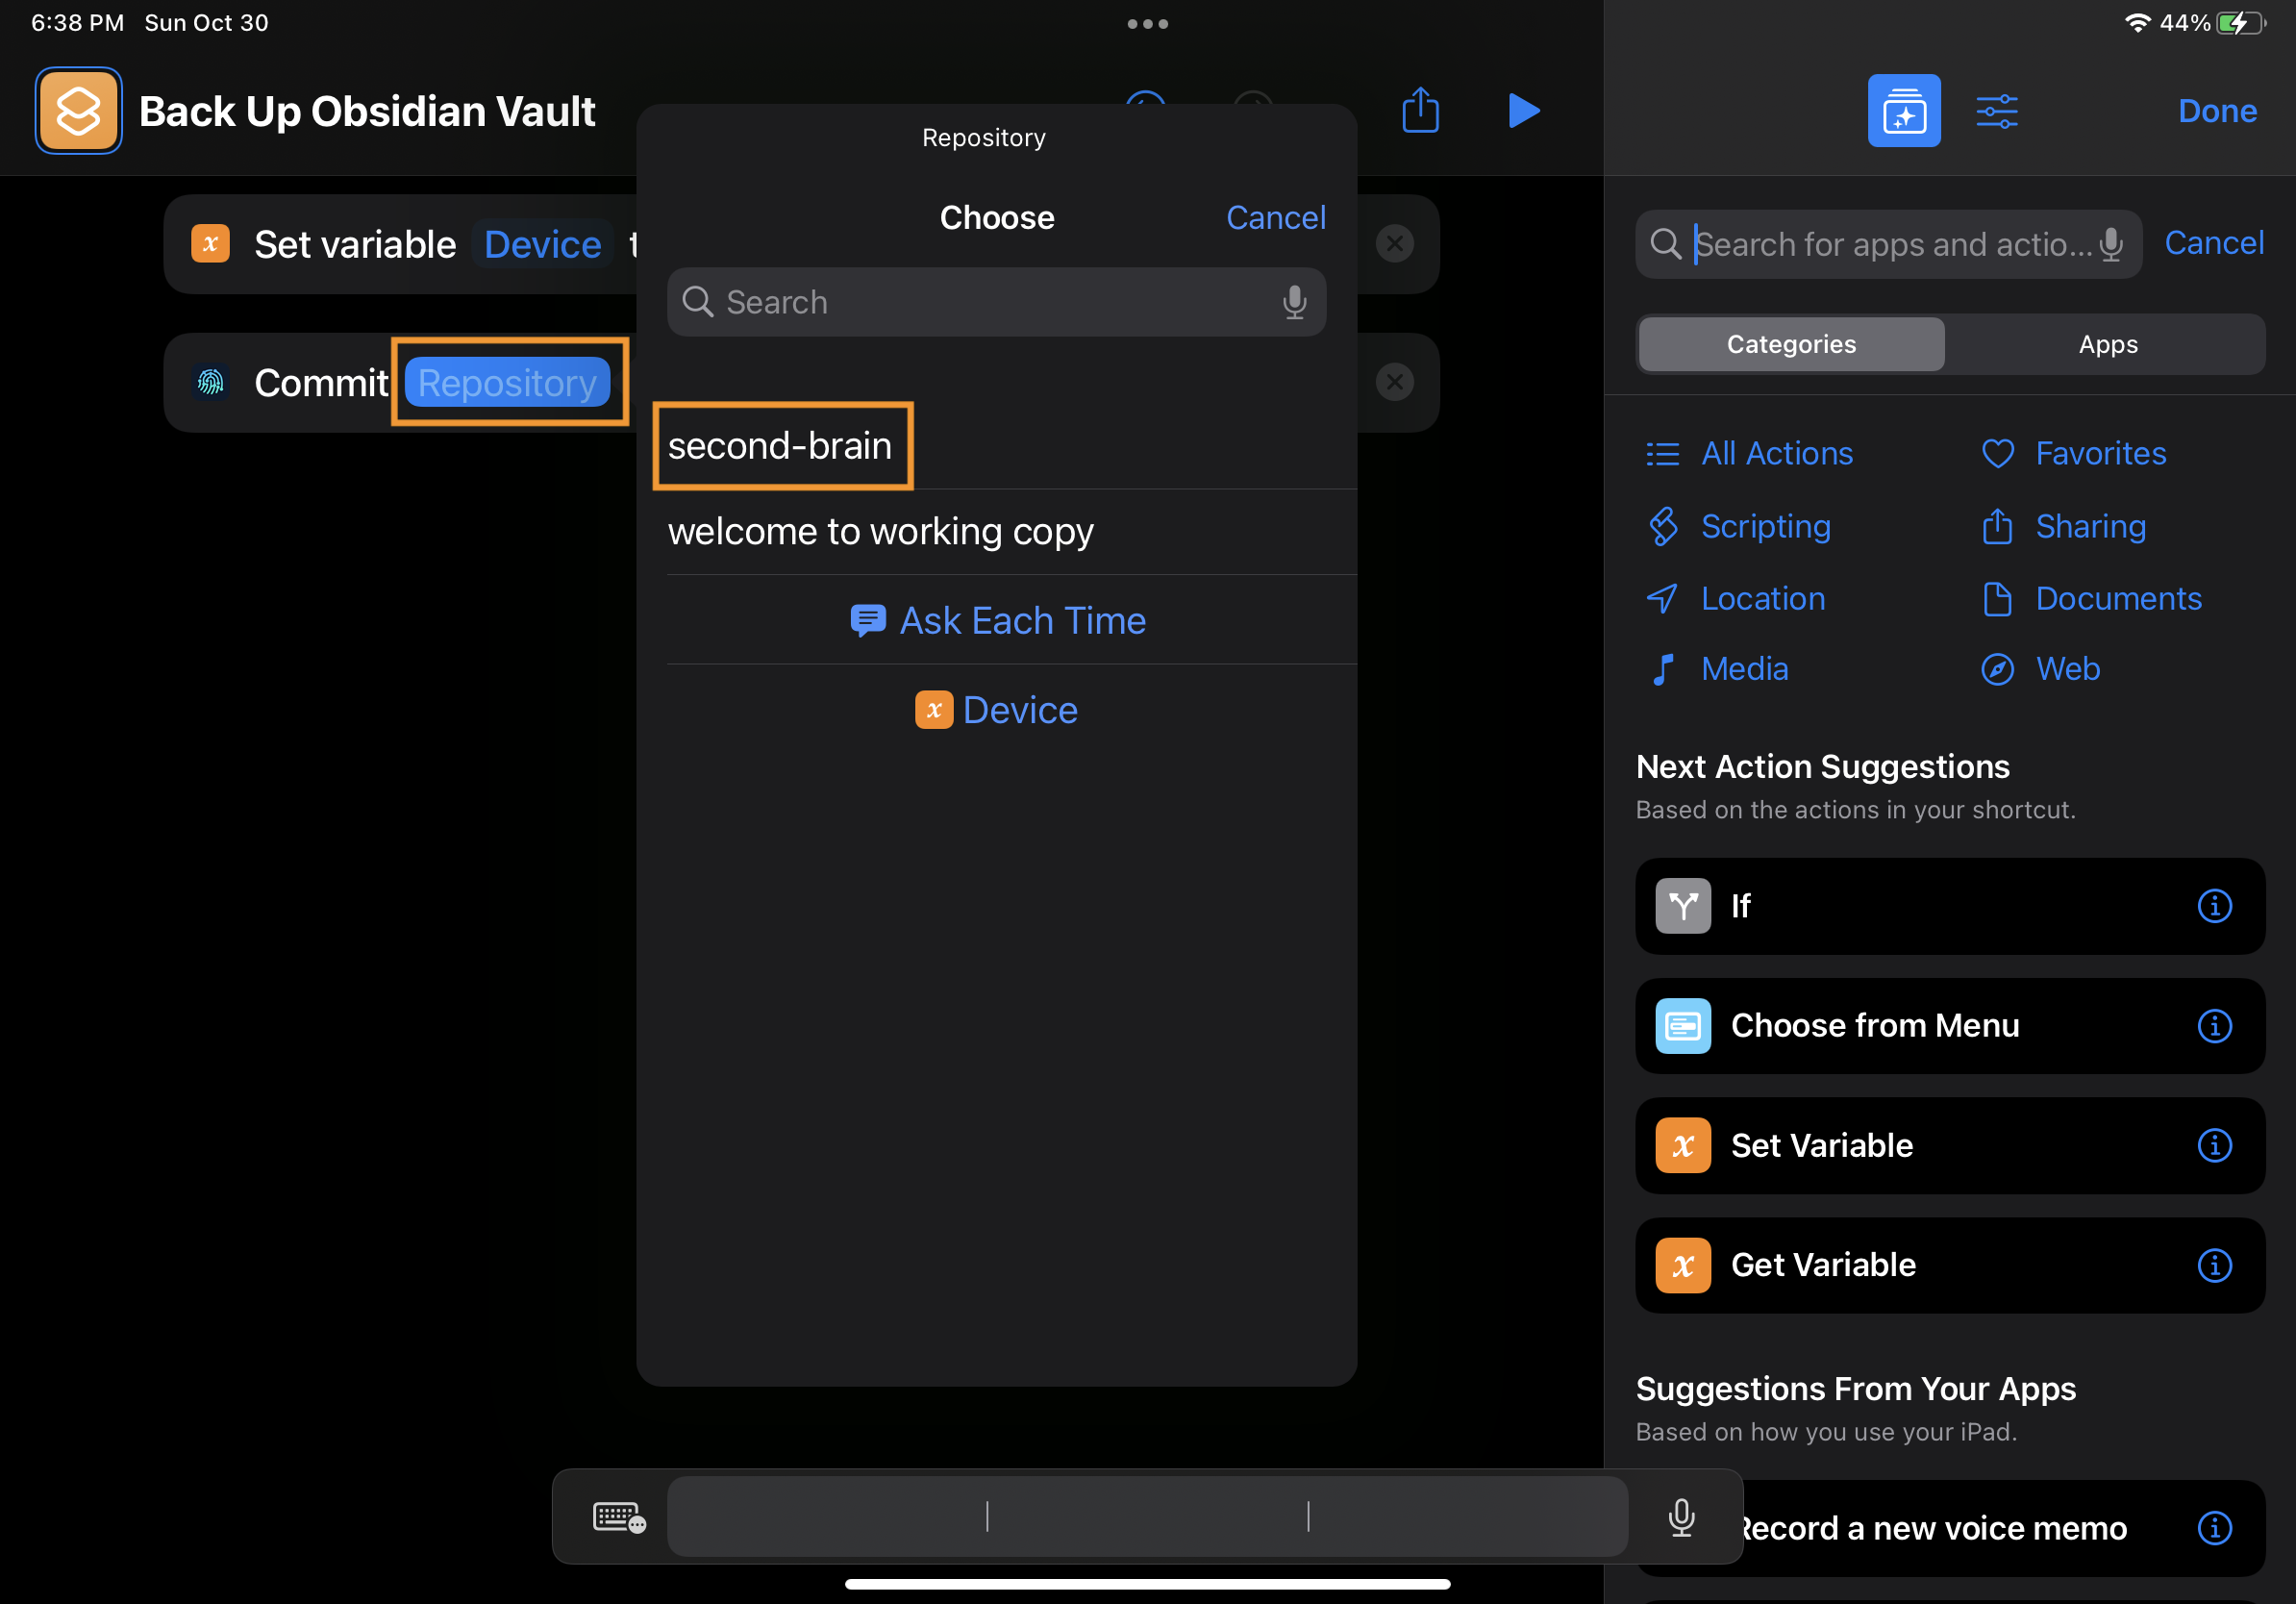 6:38 PM Sun Oct 30
44%
Back Up Obsidian Vault
Done
Set variable Device t
Commit Repository
Repository
Choose
Cancel
Search
second-brain
welcome to working copy
Ask Each Time
x Device
Search for apps and actio...
Cancel
Categories
Apps
All Actions
Favorites
Scripting
Sharing
Location
Documents
Media
Web
Next Action Suggestions
Based on the actions in your shortcut.
If
Choose from Menu
x Set Variable
x Get Variable
Suggestions From Your Apps
Based on how you use your iPad.
Record a new voice memo